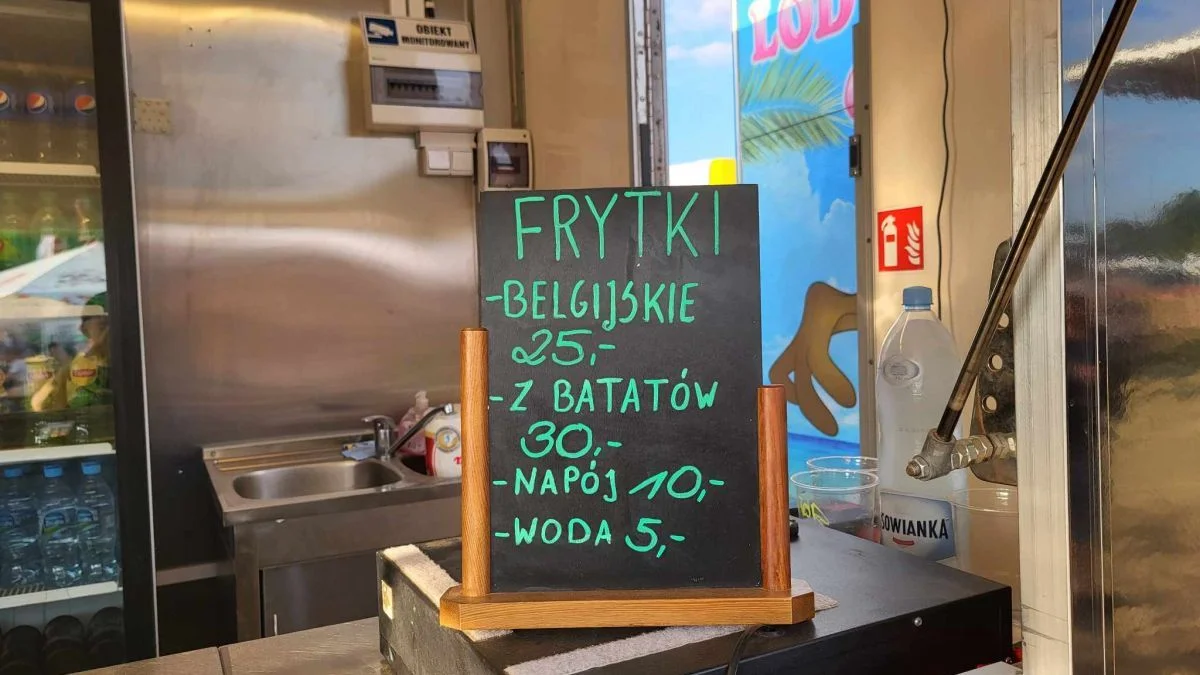 OBIEKT
MONITOROWANY
LOD
FRYTKI
-BELGIJSKIE
25,-
-Z BATATÓW
30,-
-NAPÓJ 10,-
-WODA 5,-
SOWIANKA